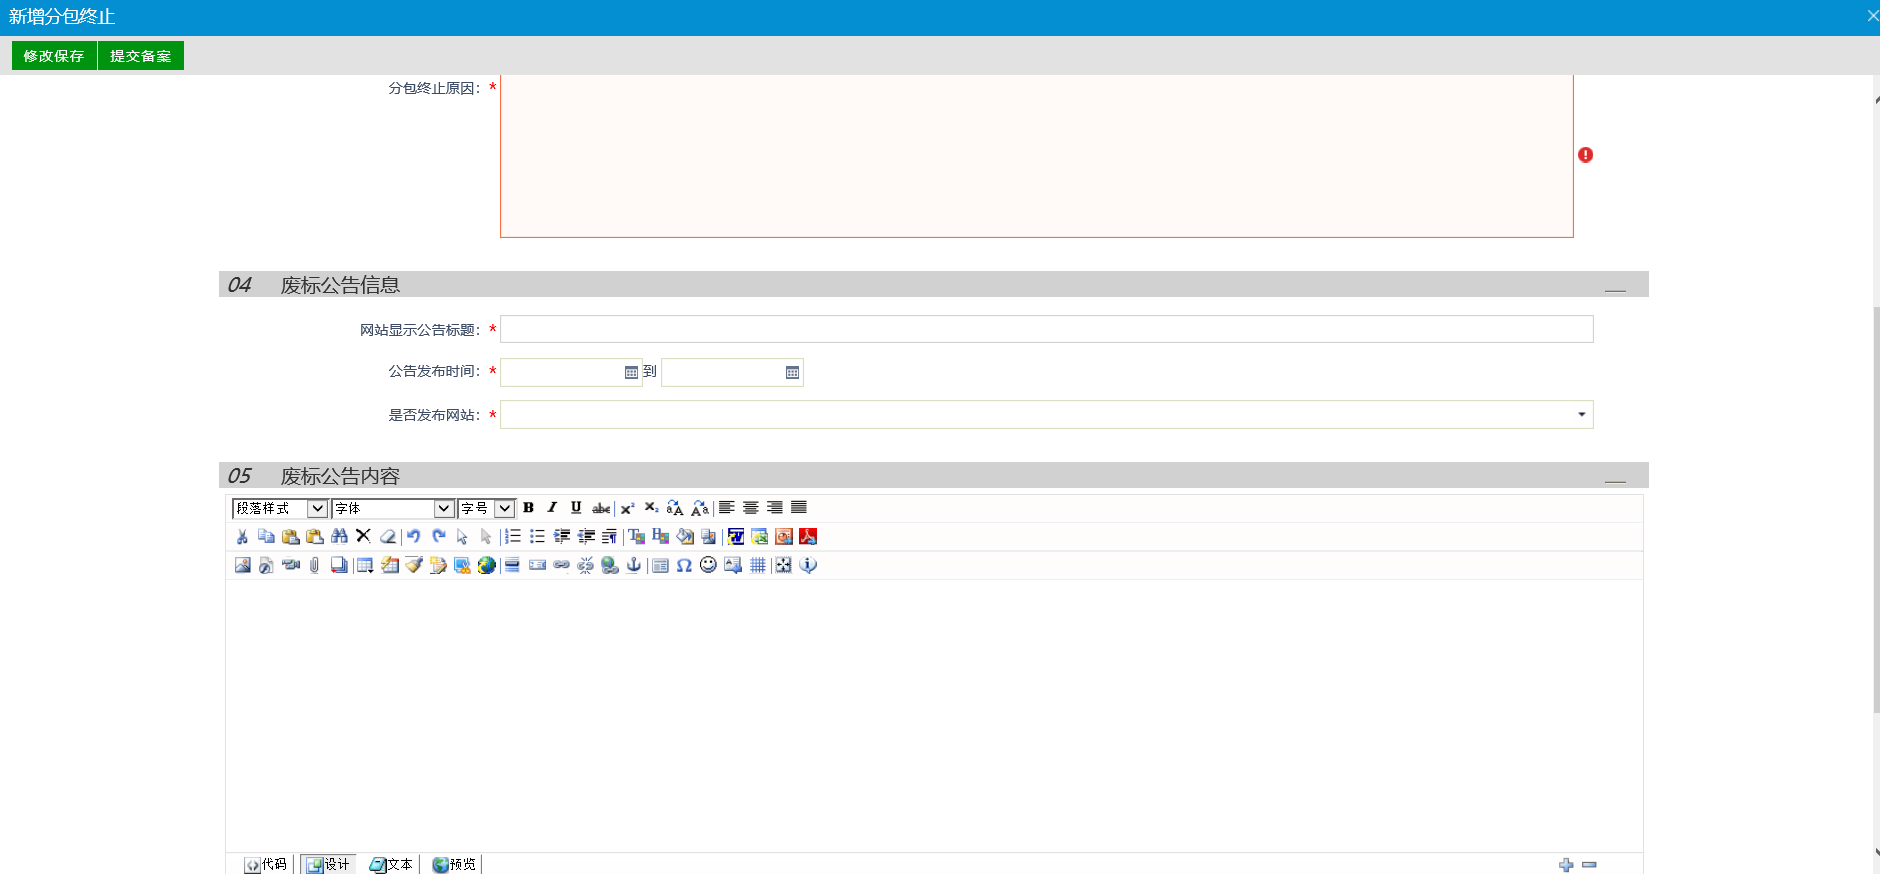 新增分包终止
修改保存 提交备案
分包终止原因：*
04 废标公告信息
网站显示公告标题：*
公告发布时间：* 到
是否发布网站：*
05 废标公告内容
段落样式 字体 字号 B I U abc
代码 设计 文本 预览